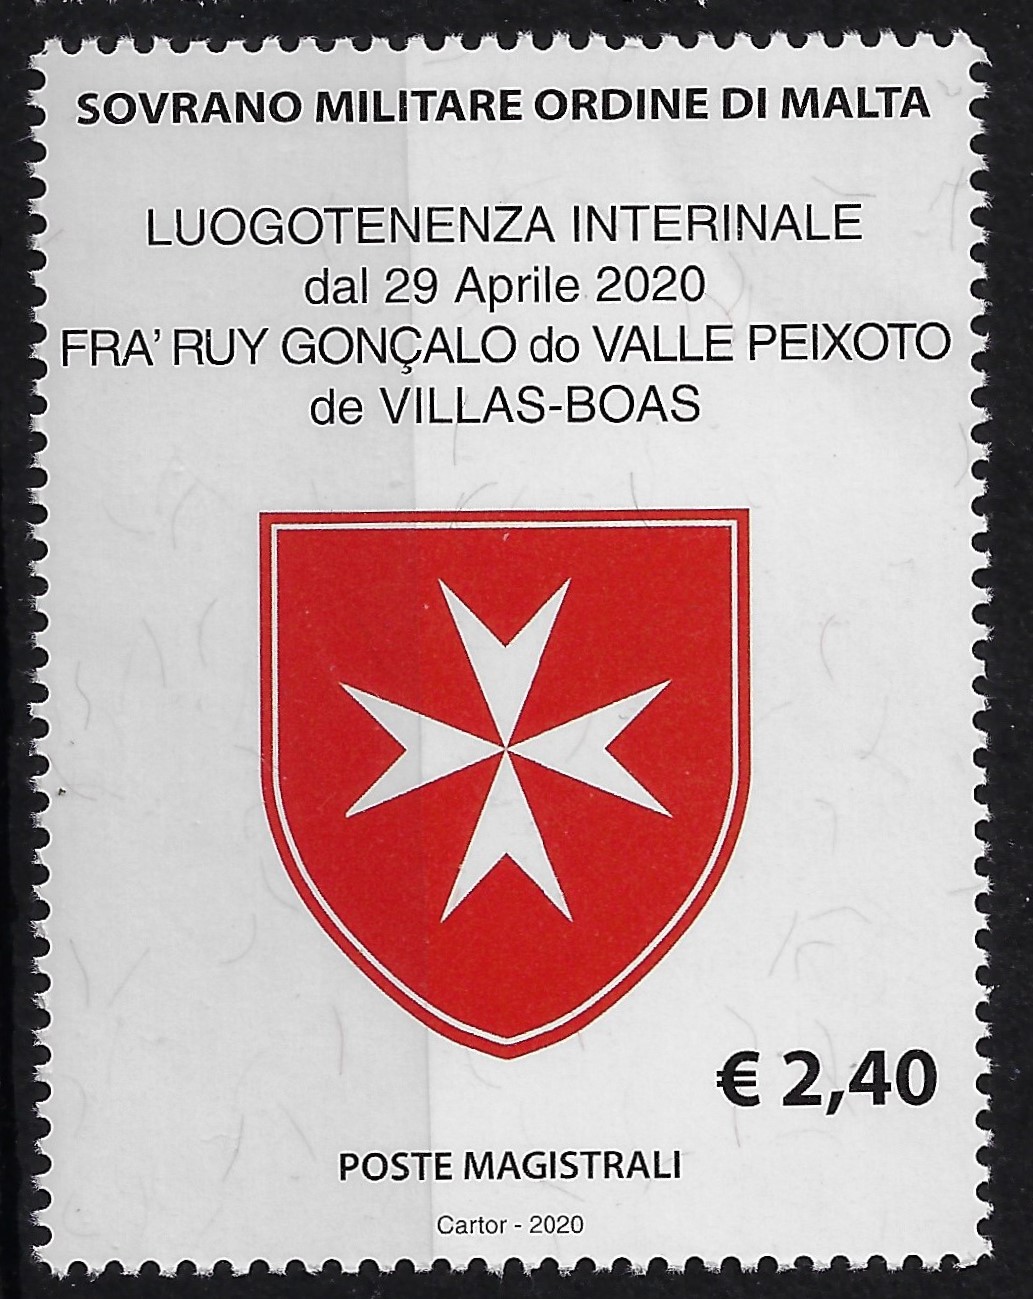 SOVRANO MILITARE ORDINE DI MALTA
LUOGOTENENZA INTERINALE
dal 29 Aprile 2020
FRA' RUY GONÇALO do VALLE PEIXOTO
de VILLAS-BOAS
€ 2,40
POSTE MAGISTRALI
Cartor - 2020